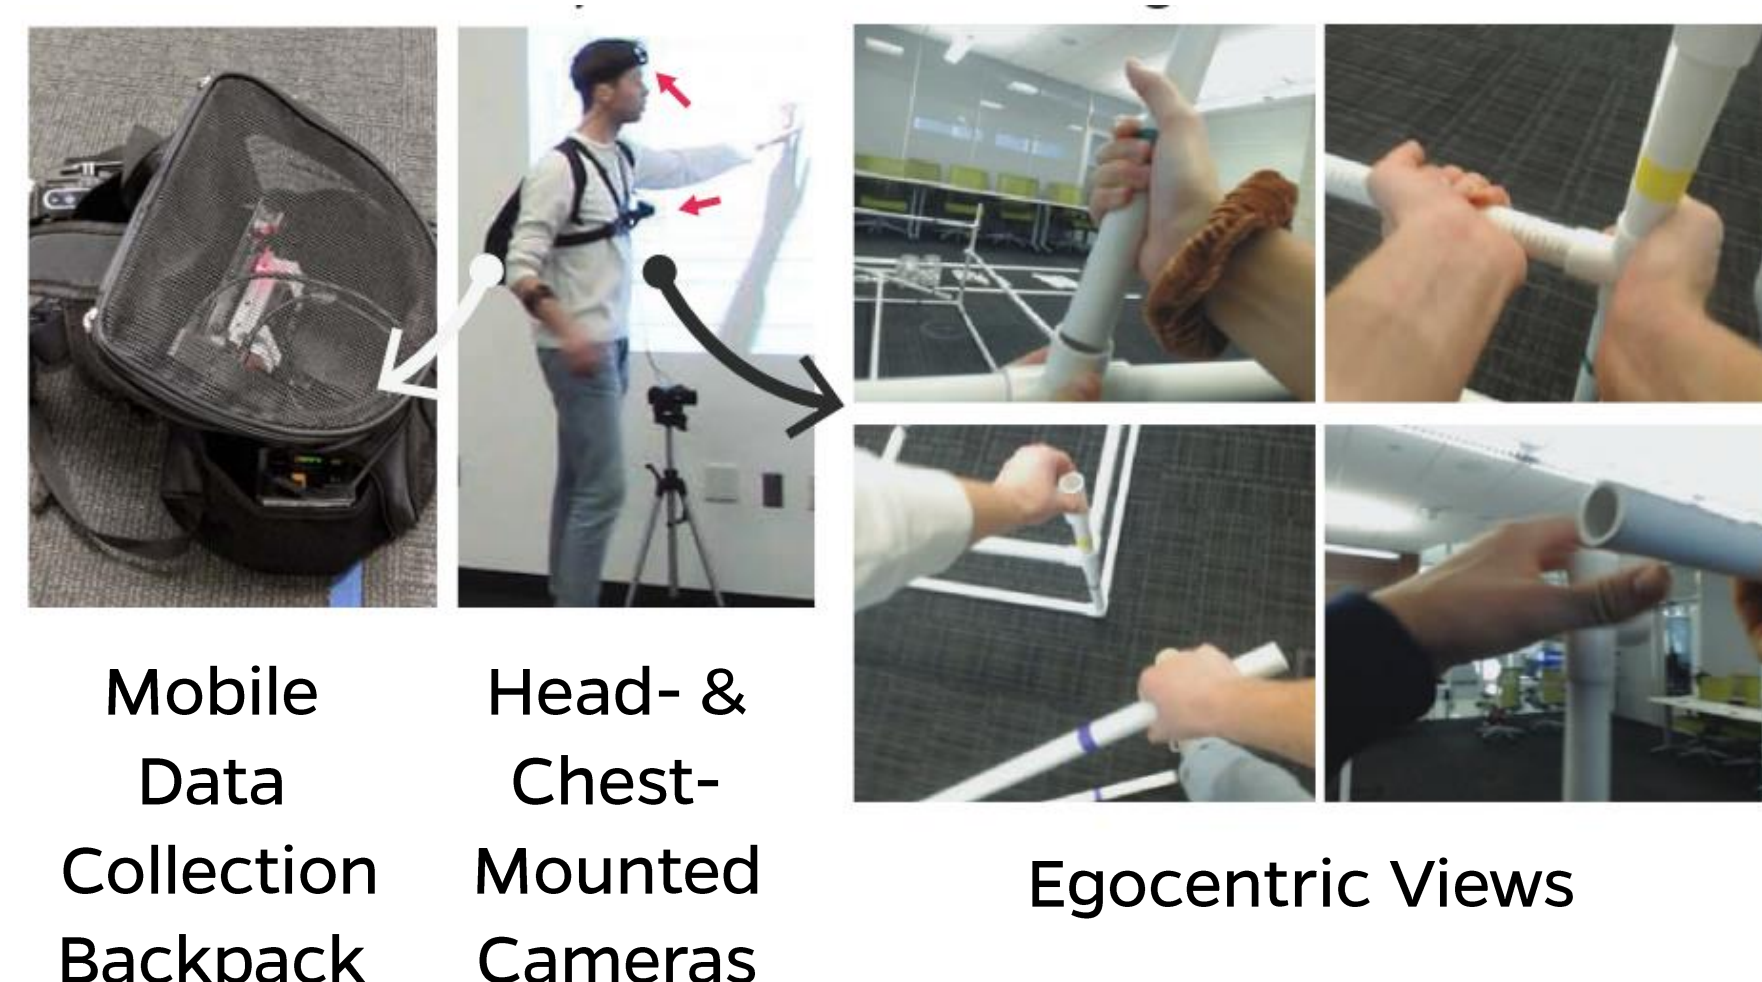 Mobile
Data
Collection
Backpack
Head- &
Chest-
Mounted
Cameras
Egocentric Views